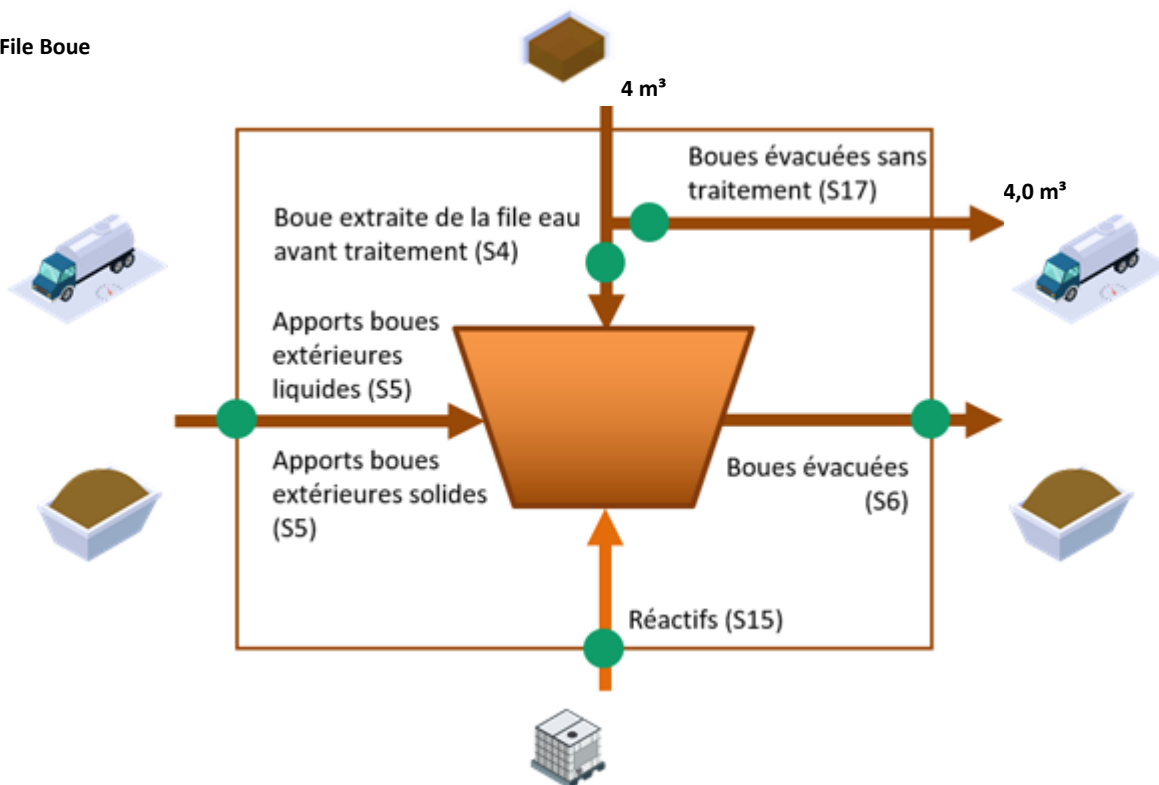 File Boue
4 m³
Boues évacuées sans
traitement (S17)
4,0 m³
Boue extraite de la file eau
avant traitement (S4)
Apports boues
extérieures
liquides (S5)
Apports boues
extérieures solides
(S5)
Boues évacuées
(S6)
Réactifs (S15)